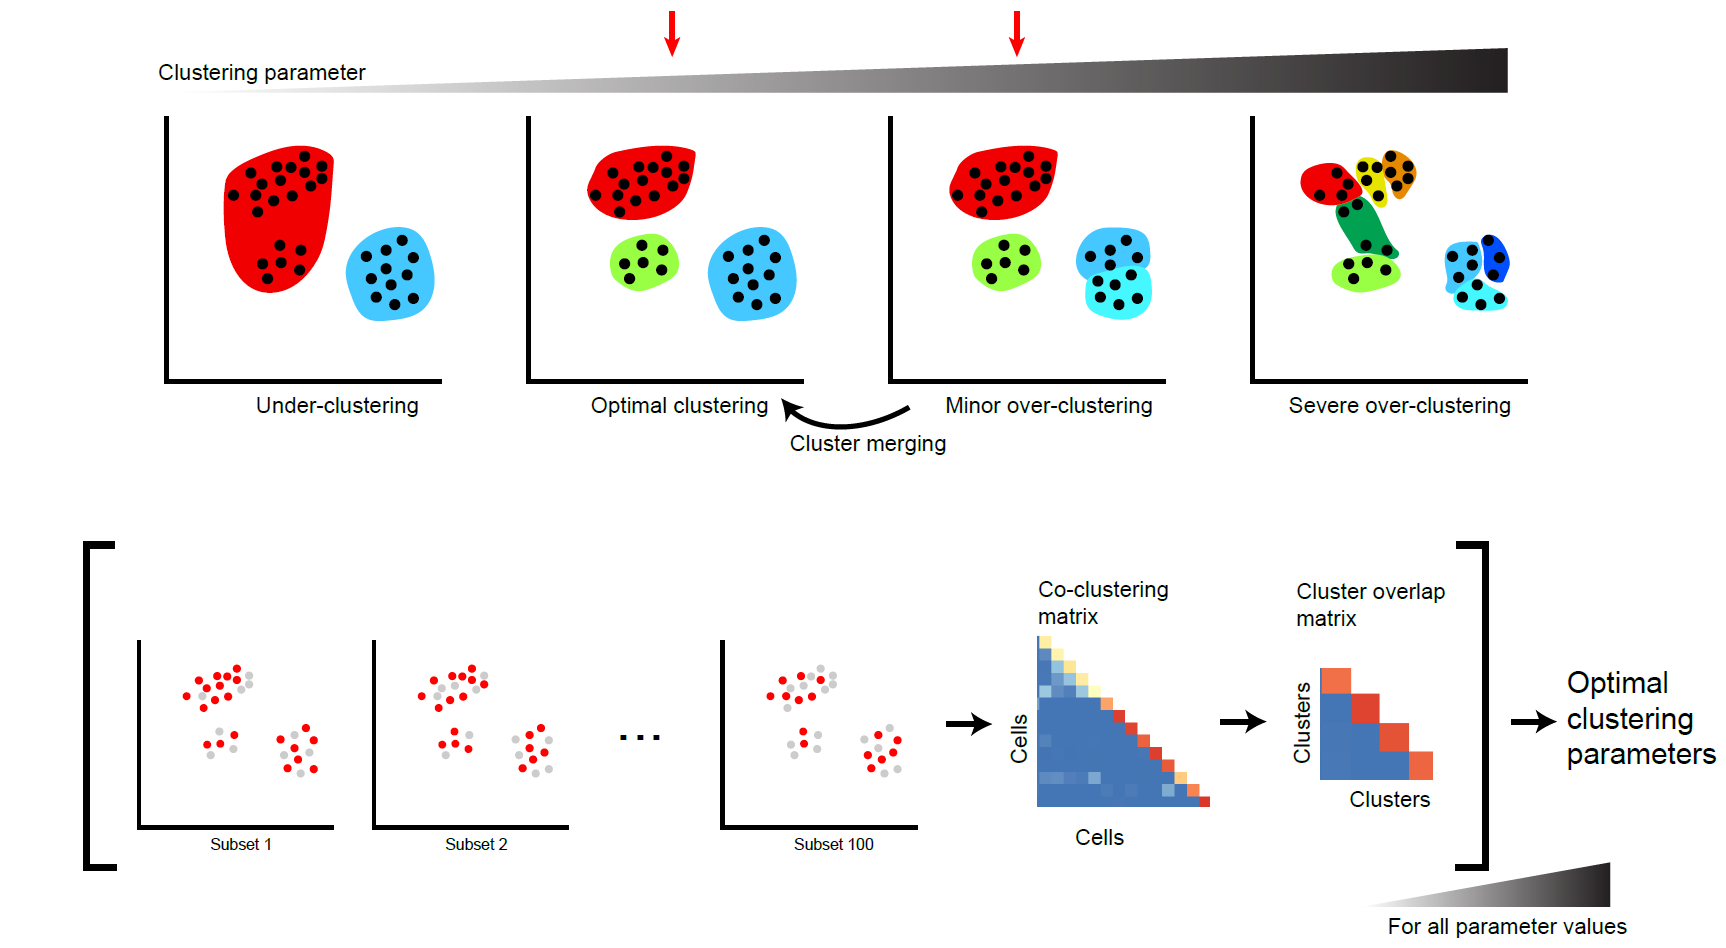 Clustering parameter
Under-clustering
Optimal clustering
Minor over-clustering
Severe over-clustering
Cluster merging
Co-clustering
matrix
Cluster overlap
matrix
Cells
Cells
Clusters
Clusters
Optimal
clustering
parameters
...
Subset 1
Subset 2
Subset 100
For all parameter values